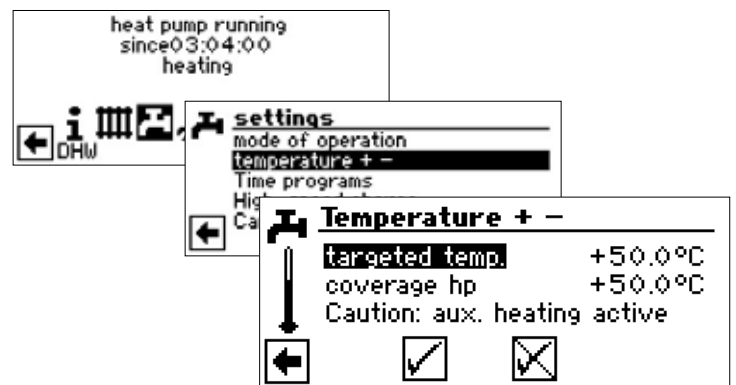 heat pump running
since03:04:00
heating
DHW
settings
mode of operation
temperature + -
Time programs
Temperature + -
targeted temp. +50.0°C
coverage hp +50.0°C
Caution: aux. heating active